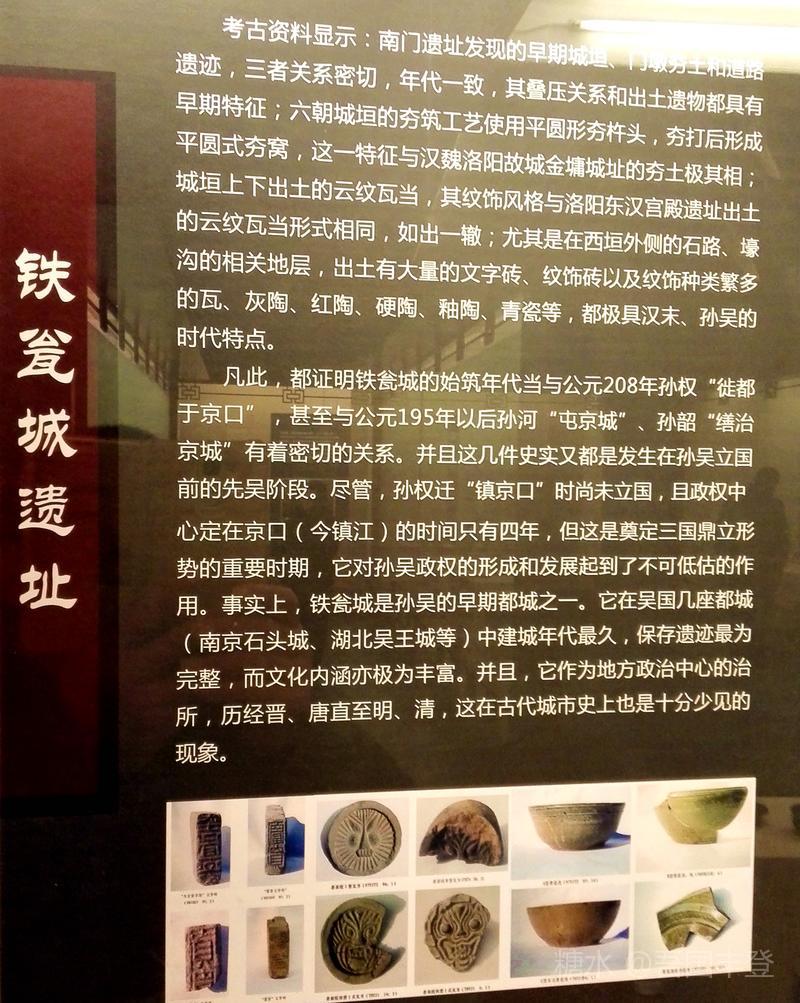 铁瓮城遗址
考古资料显示：南门遗址发现的早期城垣、门墩夯土和道路
遗迹，三者关系密切，年代一致，其叠压关系和出土遗物都具有
早期特征；六朝城垣的夯筑工艺使用平圆形夯杵头，夯打后形成
平圆式夯窝，这一特征与汉魏洛阳故城金墉城址的夯土极其相；
城垣上下出土的云纹瓦当，其纹饰风格与洛阳东汉宫殿遗址出土
的云纹瓦当形式相同，如出一辙；尤其是在西垣外侧的石路、壕
沟的相关地层，出土有大量的文字砖、纹饰砖以及纹饰种类繁多
的瓦、灰陶、红陶、硬陶、釉陶、青瓷等，都极具汉末、孙吴的
时代特点。
凡此，都证明铁瓮城的始筑年代当与公元208年孙权“徙都
于京口”，甚至与公元195年以后孙河“屯京城”、孙韶“缮治
京城”有着密切的关系。并且这几件史实又都是发生在孙吴立国
前的先吴阶段。尽管，孙权迁“镇京口”时尚未立国，且政权中
心定在京口（今镇江）的时间只有四年，但这是奠定三国鼎立形
势的重要时期，它对孙吴政权的形成和发展起到了不可低估的作
用。事实上，铁瓮城是孙吴的早期都城之一。它在吴国几座都城
（南京石头城、湖北吴王城等）中建城年代最久，保存遗迹最为
完整，而文化内涵亦极为丰富。并且，它作为地方政治中心的治
所，历经晋、唐直至明、清，这在古代城市史上也是十分少见的
现象。
糖水